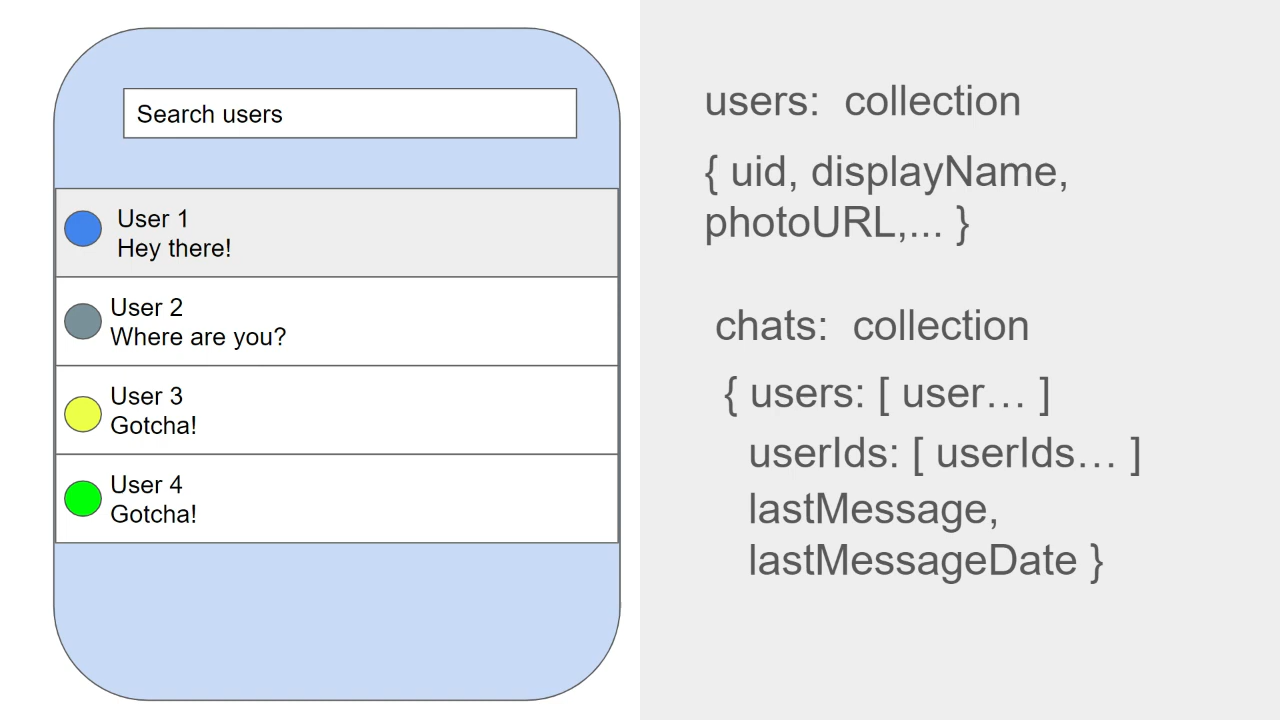 Search users
User 1
Hey there!
User 2
Where are you?
User 3
Gotcha!
User 4
Gotcha!
users: collection
{ uid, displayName,
photoURL,... }
chats: collection
{ users: [ user… ]
userIds: [ userIds… ]
lastMessage,
lastMessageDate }